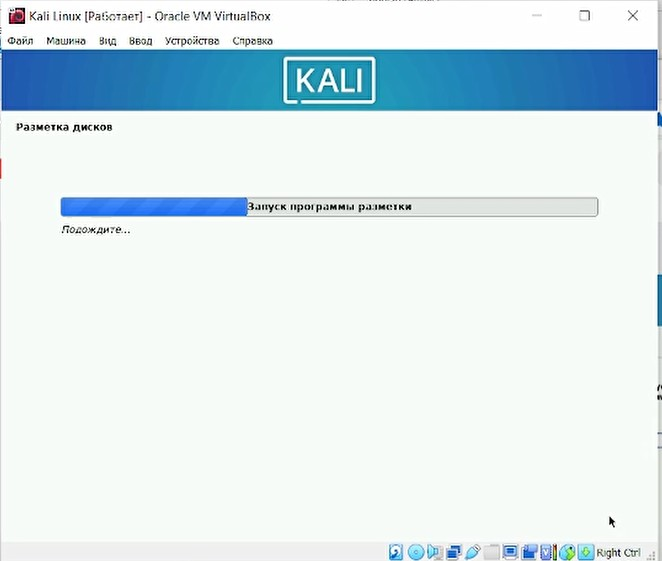 Kali Linux [Работает] - Oracle VM VirtualBox
Файл Машина Вид Ввод Устройства Справка
KALI
Разметка дисков
Запуск программы разметки
Подождите...
Right Ctrl